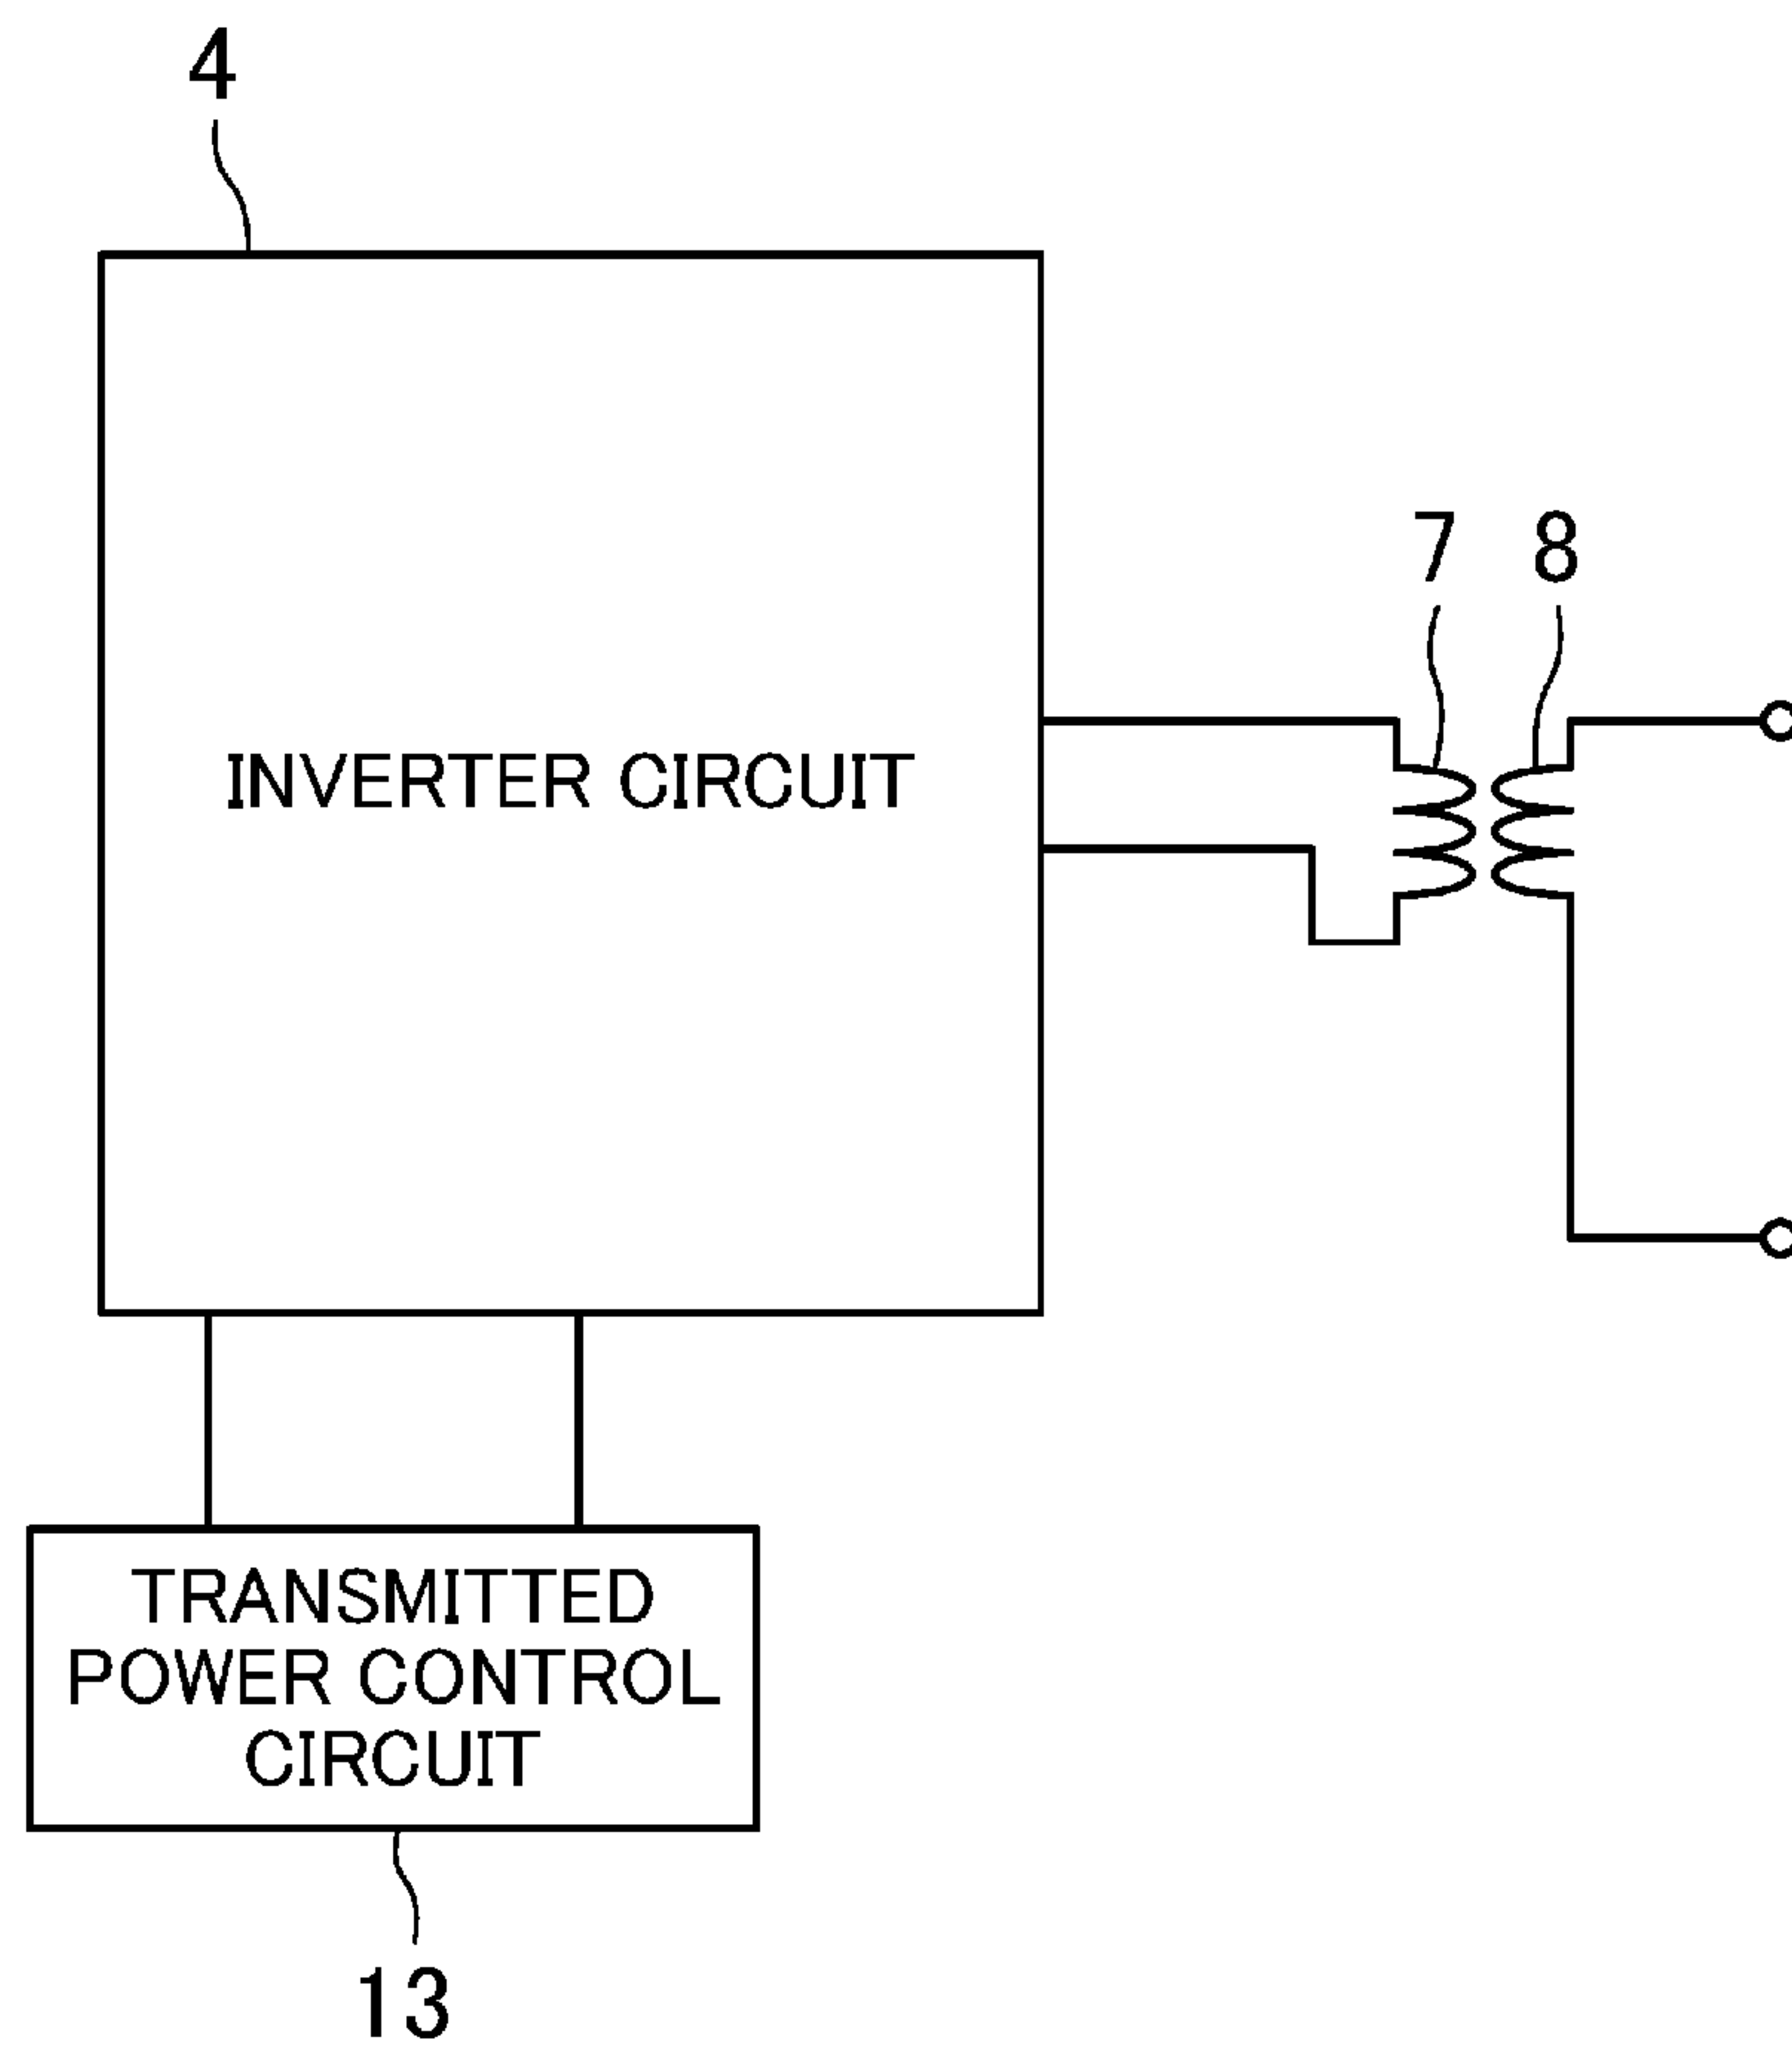 4
7 8
INVERTER CIRCUIT
TRANSMITTED
POWER CONTROL
CIRCUIT
13